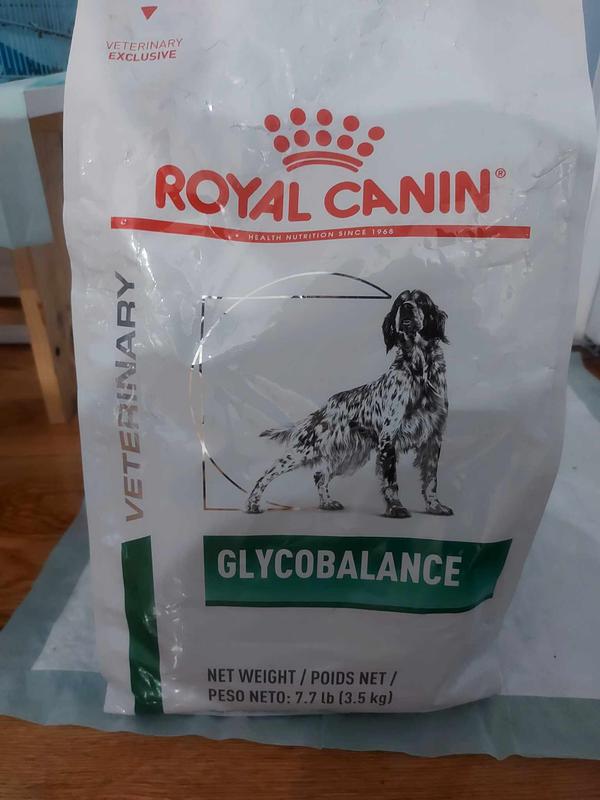 VETERINARY
EXCLUSIVE
ROYAL CANIN®
HEALTH NUTRITION SINCE 1968
VETERINARY
GLYCOBALANCE
NET WEIGHT / POIDS NET /
PESO NETO: 7.7 lb (3.5 kg)